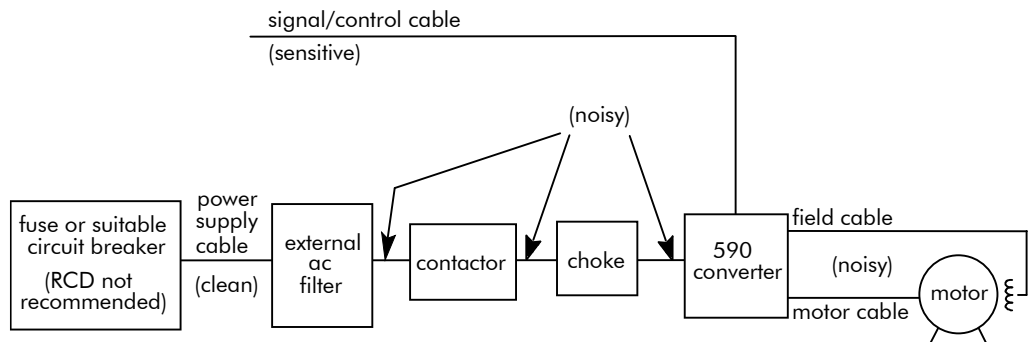 signal/control cable
(sensitive)
(noisy)
fuse or suitable
circuit breaker
(RCD not
recommended)
power
supply
cable
(clean)
external
ac
filter
contactor
choke
590
converter
field cable
(noisy)
motor cable
motor